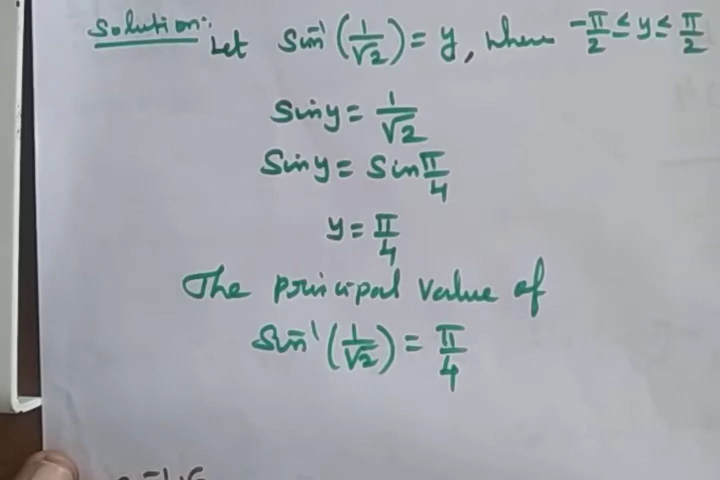 Solution: Let Sin⁻¹(1/√2) = y, where -π/2 ≤ y ≤ π/2
Sin y = 1/√2
Sin y = Sin π/4
y = π/4
The principal value of
Sin⁻¹(1/√2) = π/4